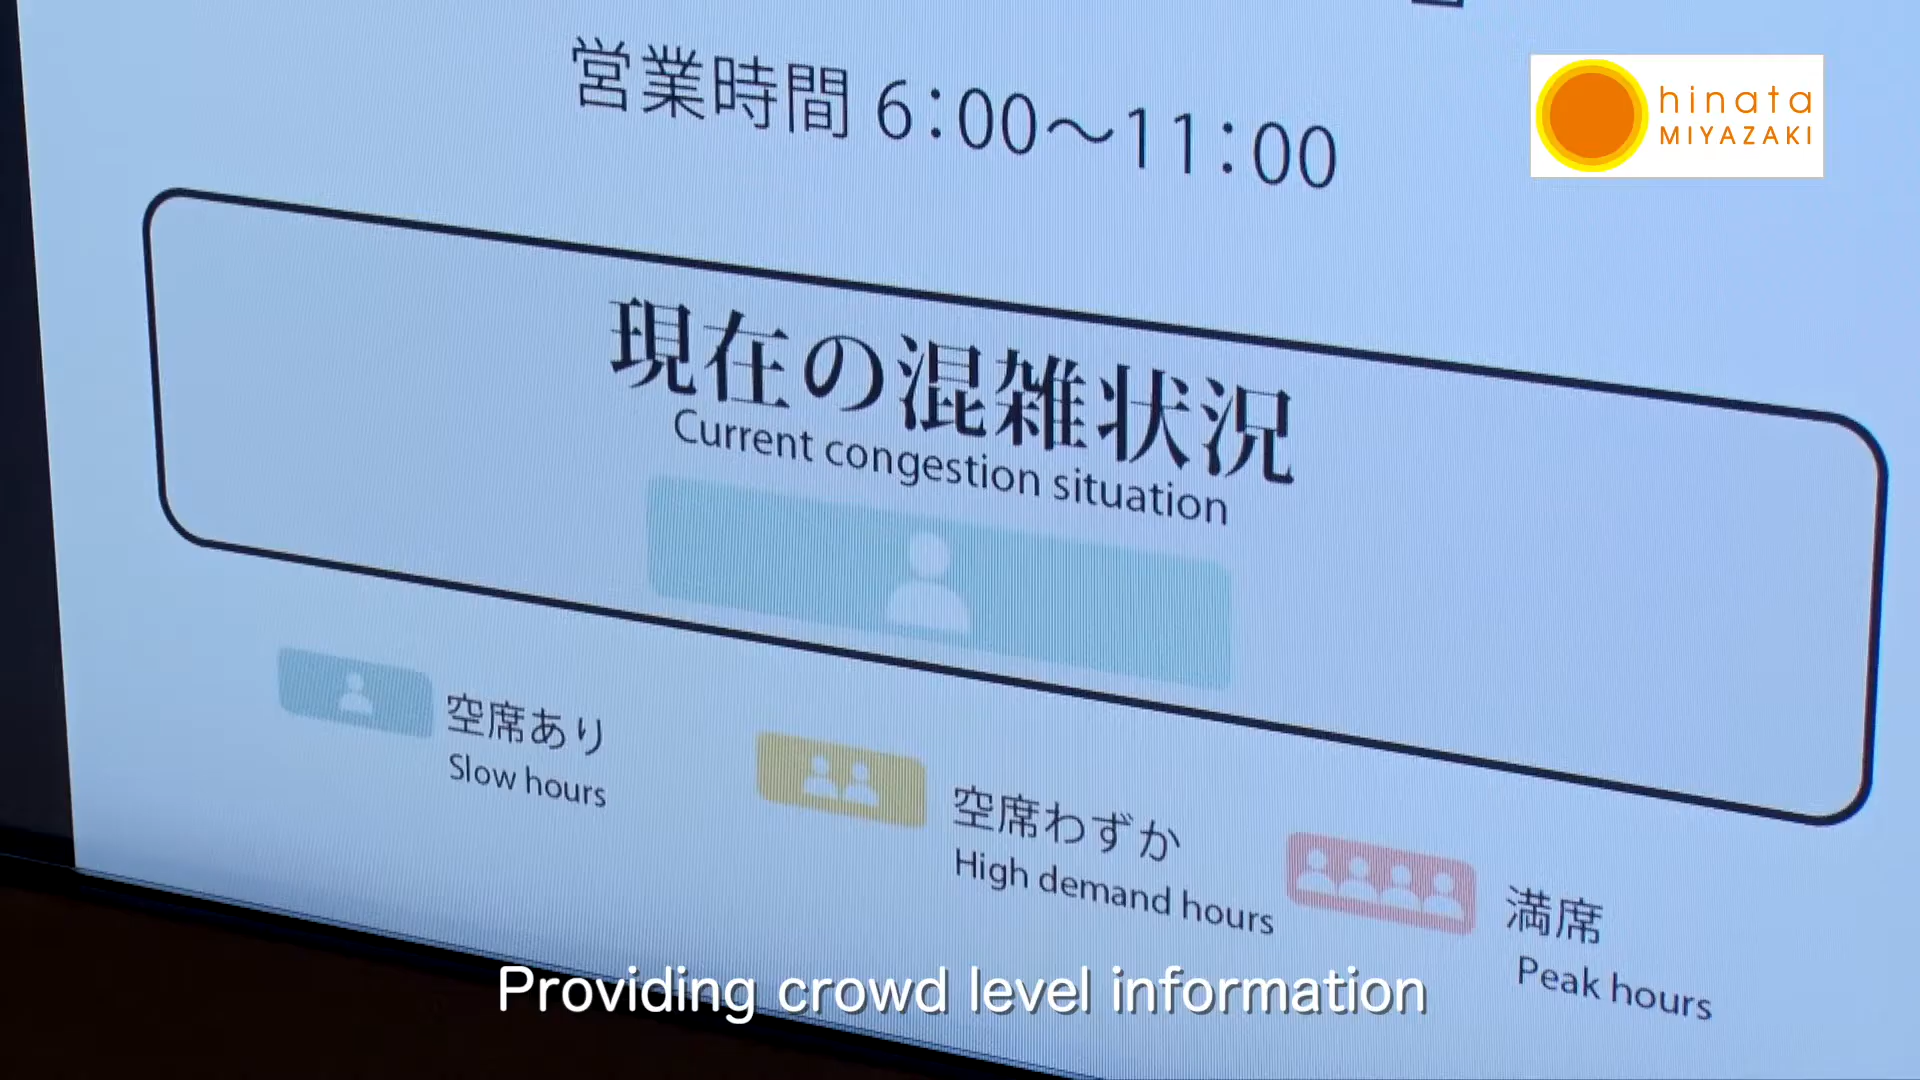 営業時間 6:00~11:00
hinata
MIYAZAKI
現在の混雑状況
Current congestion situation
空席あり
Slow hours
空席わずか
High demand hours
満席
Peak hours
Providing crowd level information